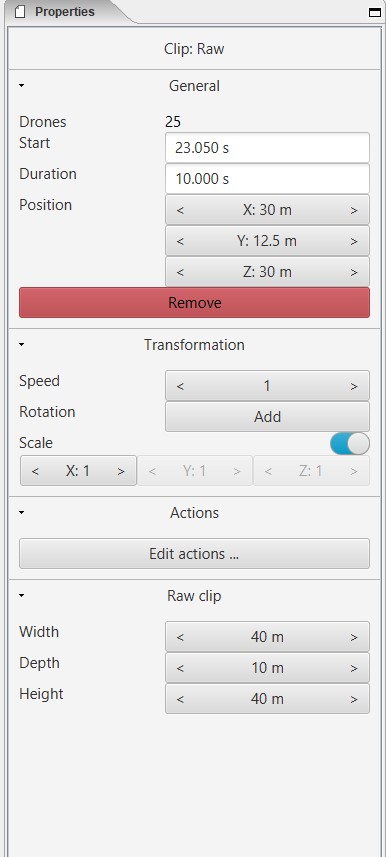 Properties
Clip: Raw
General
Drones 25
Start 23.050 s
Duration 10.000 s
Position < X: 30 m >
< Y: 12.5 m >
< Z: 30 m >
Remove
Transformation
Speed < 1 >
Rotation Add
Scale
< X: 1 > < Y: 1 > < Z: 1 >
Actions
Edit actions ...
Raw clip
Width < 40 m >
Depth < 10 m >
Height < 40 m >